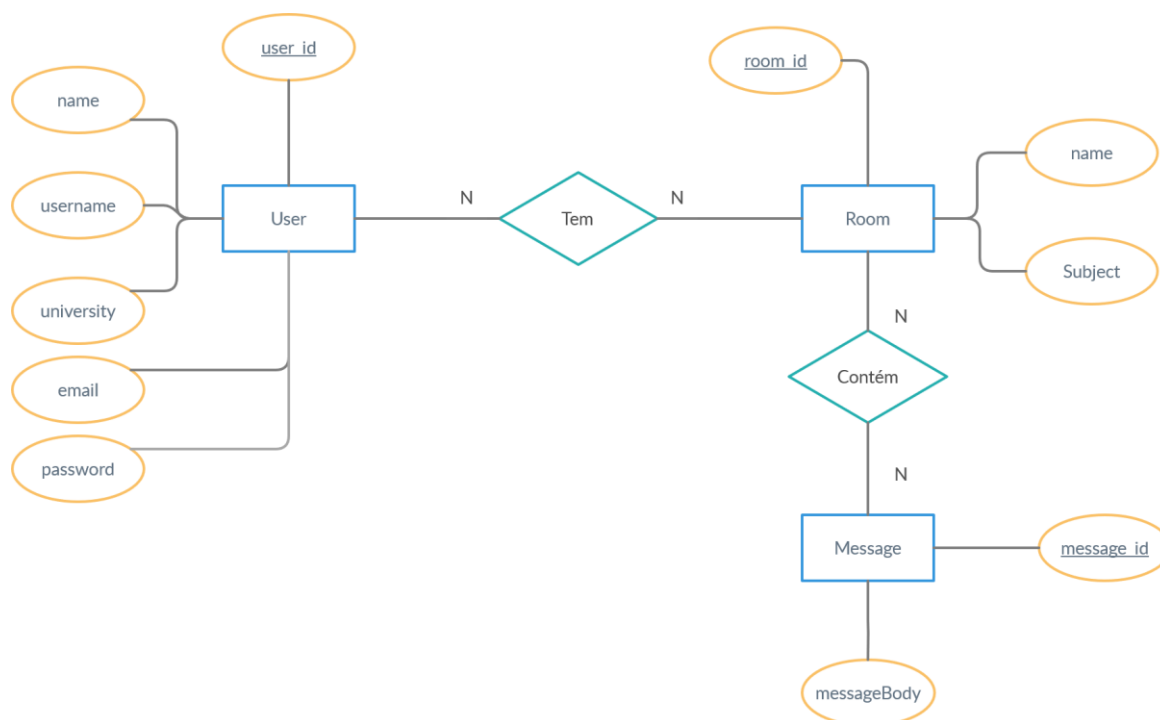 user_id
room_id
name
name
username
N
N
User
Tem
Room
university
Subject
N
email
Contém
password
N
Message
message_id
messageBody